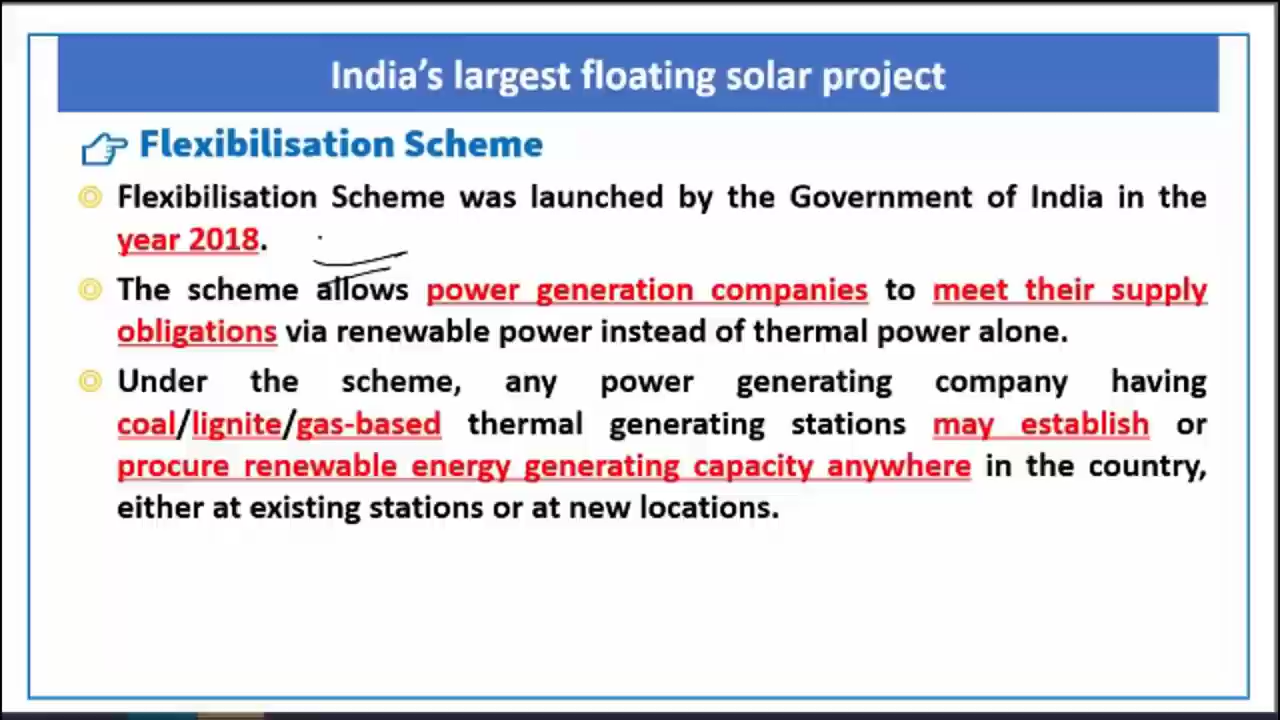 India’s largest floating solar project
Flexibilisation Scheme
Flexibilisation Scheme was launched by the Government of India in the
year 2018.
The scheme allows power generation companies to meet their supply
obligations via renewable power instead of thermal power alone.
Under the scheme, any power generating company having
coal/lignite/gas-based thermal generating stations may establish or
procure renewable energy generating capacity anywhere in the country,
either at existing stations or at new locations.